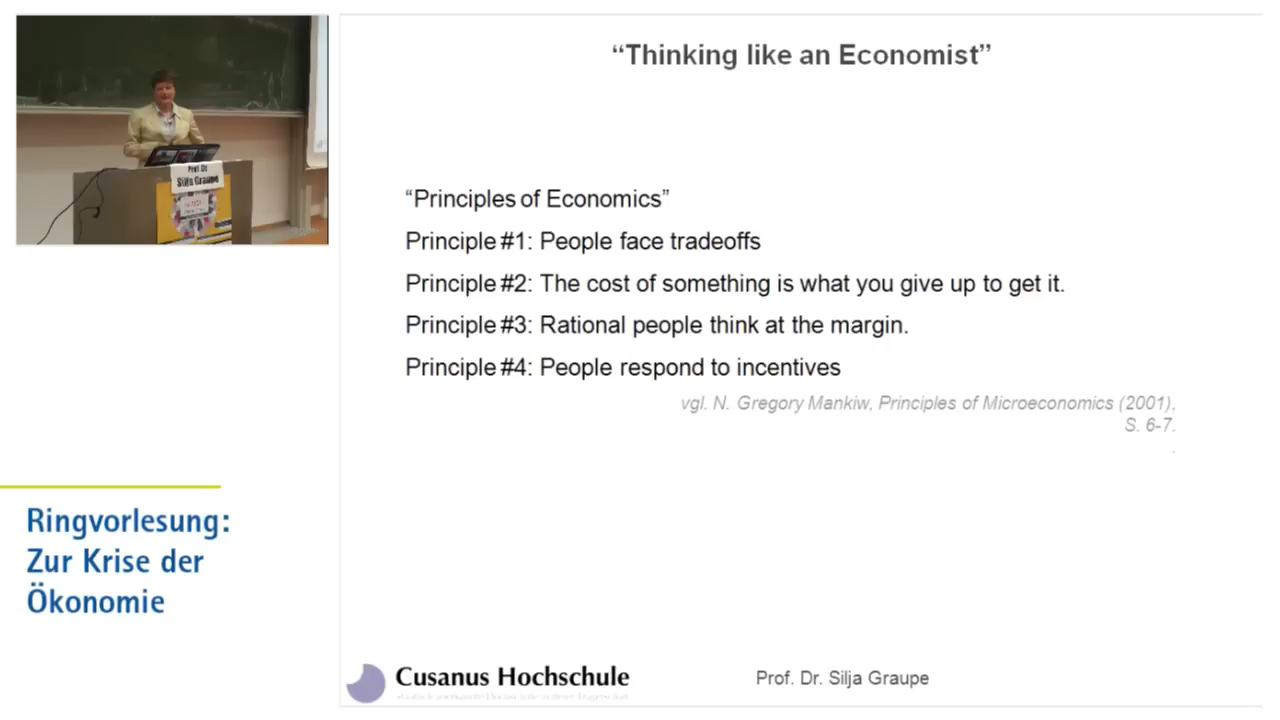 “Thinking like an Economist”
Prof. Dr.
Silja Graupe
“Principles of Economics”
Principle #1: People face tradeoffs
Principle #2: The cost of something is what you give up to get it.
Principle #3: Rational people think at the margin.
Principle #4: People respond to incentives
vgl. N. Gregory Mankiw, Principles of Microeconomics (2001),
S. 6-7.
.
Ringvorlesung:
Zur Krise der
Ökonomie
Cusanus Hochschule
Prof. Dr. Silja Graupe